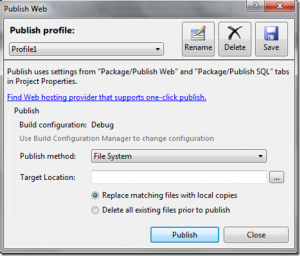 Publish Web
Publish profile:
Profile1
Rename
Delete
Save
Publish uses settings from "Package/Publish Web" and "Package/Publish SQL" tabs
in Project Properties.
Find Web hosting provider that supports one-click publish.
Publish
Build configuration: Debug
Use Build Configuration Manager to change configuration
Publish method: File System
Target Location: ...
Replace matching files with local copies
Delete all existing files prior to publish
Publish Close